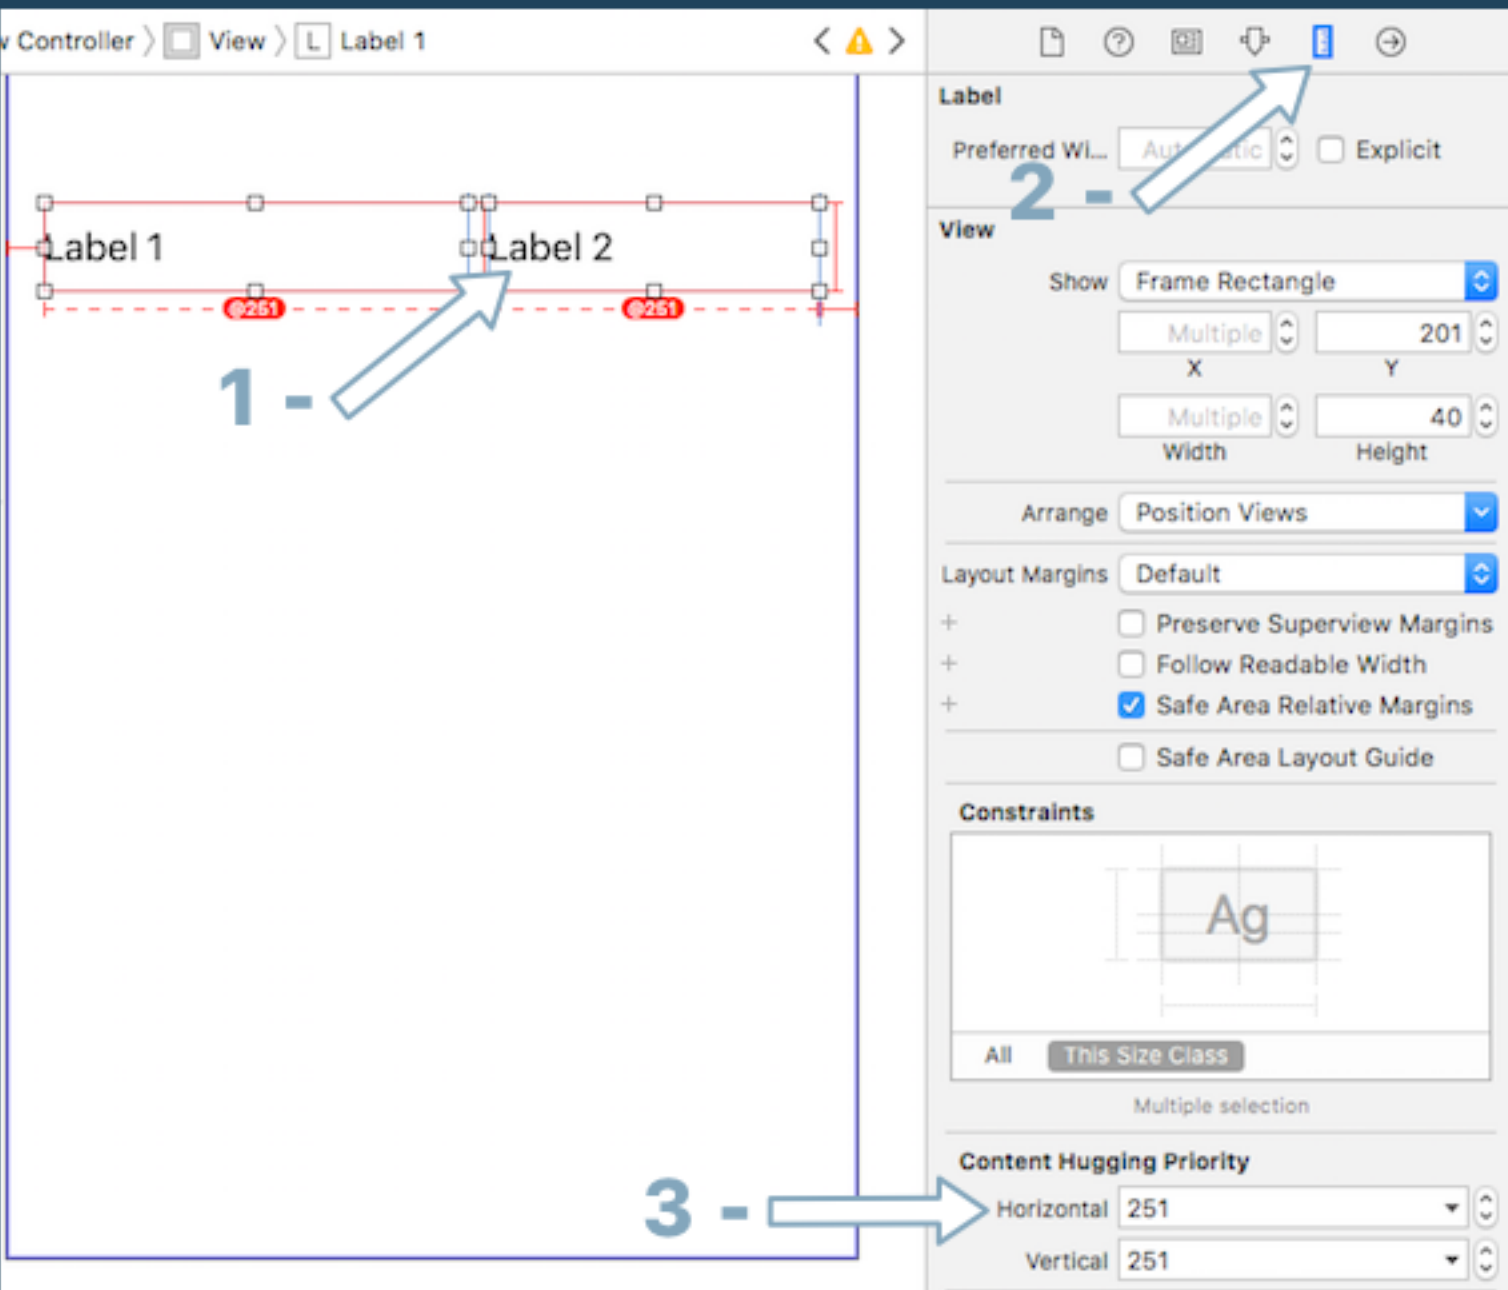 w Controller 〉 View 〉 L Label 1
Label
Preferred Wi... Automatic Explicit
2 -
View
Show Frame Rectangle
Multiple 201
X Y
Multiple 40
Width Height
Arrange Position Views
Layout Margins Default
+ Preserve Superview Margins
+ Follow Readable Width
+ Safe Area Relative Margins
Safe Area Layout Guide
Constraints
Ag
All This Size Class
Multiple selection
Content Hugging Priority
Horizontal 251
Vertical 251
Label 1 Label 2
@251 @251
1 -
3 -